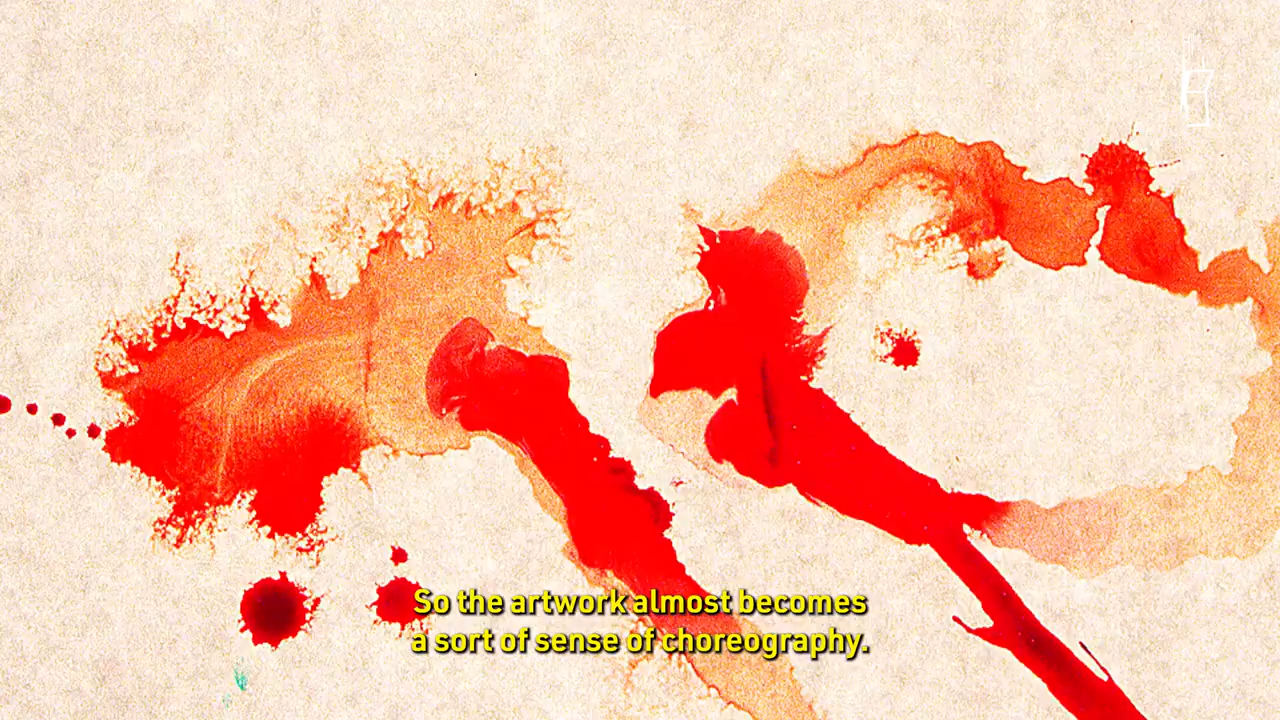 So the artwork almost becomes
a sort of sense of choreography.